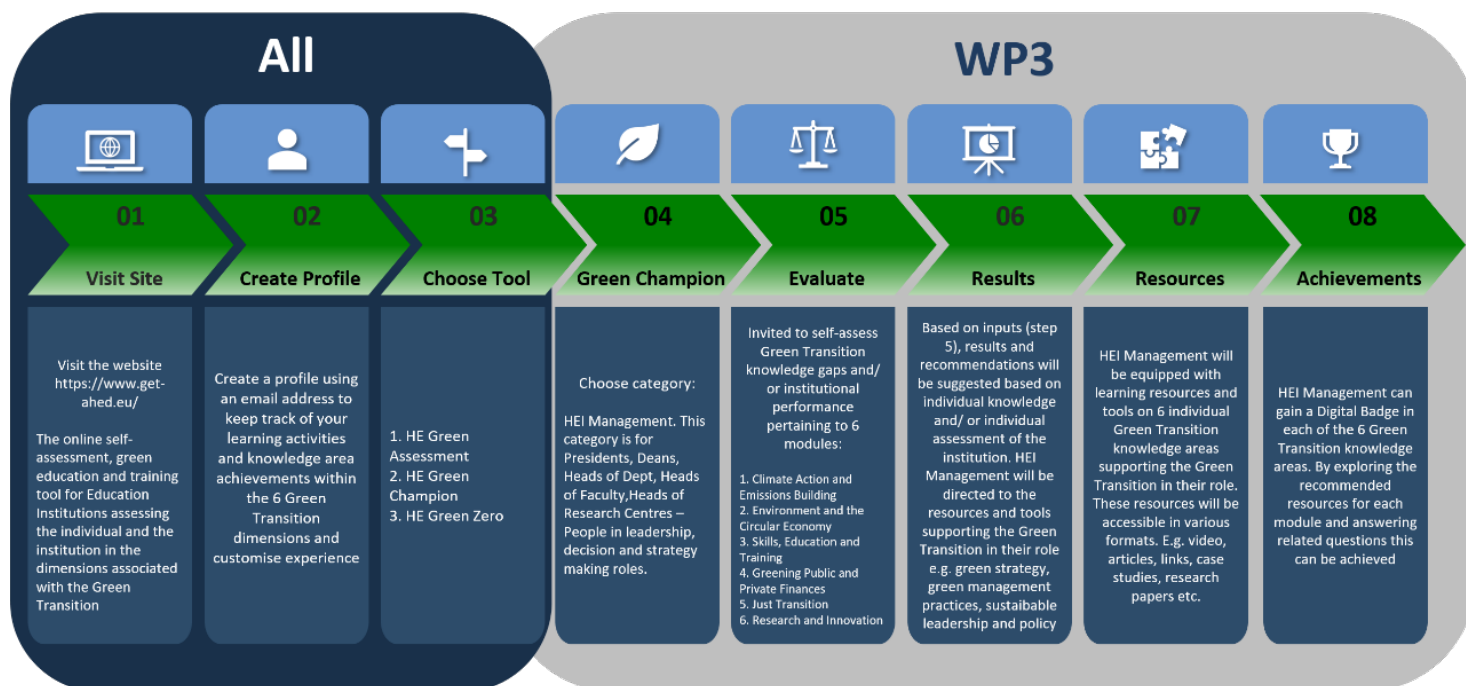 All
WP3
01
Visit Site
Visit the website
https://www.get-
ahed.eu/
The online self-
assessment, green
education and training
tool for Education
Institutions assessing
the individual and the
institution in the
dimensions associated
with the Green
Transition
02
Create Profile
Create a profile using
an email address to
keep track of your
learning activities
and knowledge area
achievements within
the 6 Green
Transition
dimensions and
customise experience
03
Choose Tool
1. HE Green
Assessment
2. HE Green
Champion
3. HE Green Zero
04
Green Champion
Choose category:
HEI Management. This
category is for
Presidents, Deans,
Heads of Dept, Heads
of Faculty,Heads of
Research Centres –
People in leadership,
decision and strategy
making roles.
05
Evaluate
Invited to self-assess
Green Transition
knowledge gaps and/
or institutional
performance
pertaining to 6
modules:
1. Climate Action and
Emissions Building
2. Environment and the
Circular Economy
3. Skills, Education and
Training
4. Greening Public and
Private Finances
5. Just Transition
6. Research and Innovation
06
Results
Based on inputs (step
5), results and
recommendations will
be suggested based on
individual knowledge
and/ or individual
assessment of the
institution. HEI
Management will be
directed to the
resources and tools
supporting the Green
Transition in their role
e.g. green strategy,
green management
practices, sustaibable
leadership and policy
07
Resources
HEI Management will
be equipped with
learning resources and
tools on 6 individual
Green Transition
knowledge areas
supporting the Green
Transition in their role.
These resources will be
accessible in various
formats. E.g. video,
articles, links, case
studies, research
papers etc.
08
Achievements
HEI Management can
gain a Digital Badge in
each of the 6 Green
Transition knowledge
areas. By exploring the
recommended
resources for each
module and answering
related questions this
can be achieved